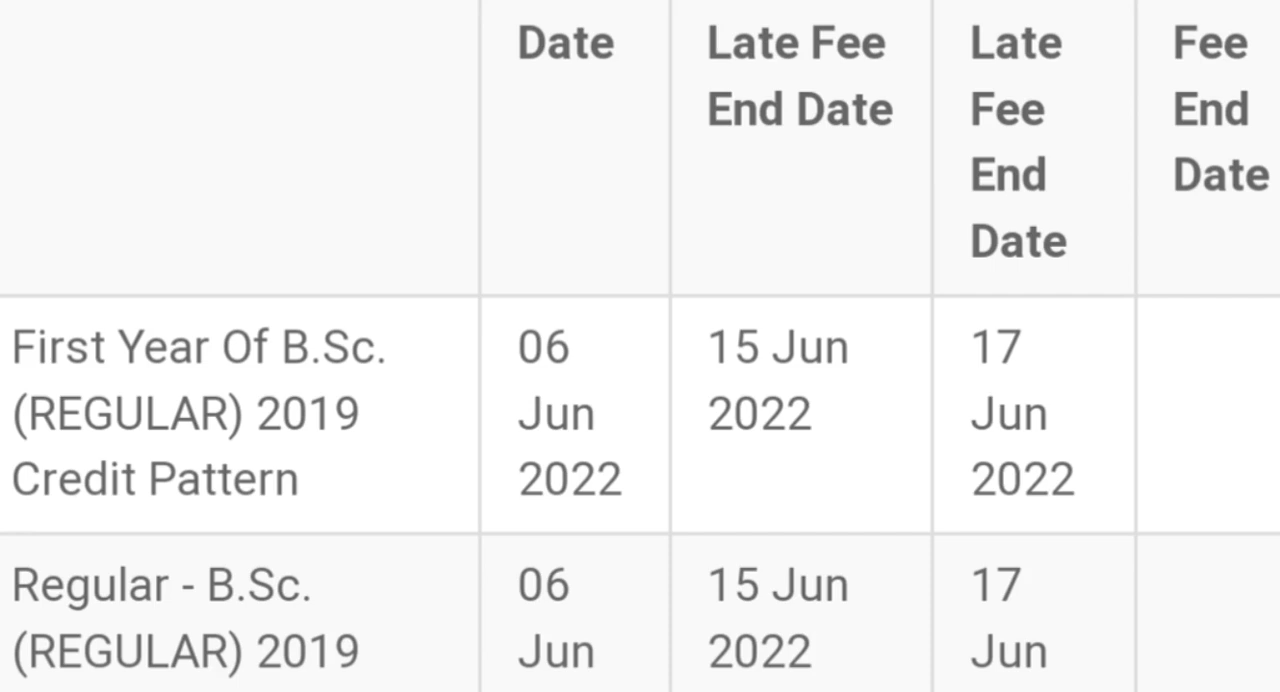 Date
Late Fee
End Date
Late
Fee
End
Date
Fee
End
Date
First Year Of B.Sc.
(REGULAR) 2019
Credit Pattern
06
Jun
2022
15 Jun
2022
17
Jun
2022
Regular - B.Sc.
(REGULAR) 2019
06
Jun
15 Jun
2022
17
Jun